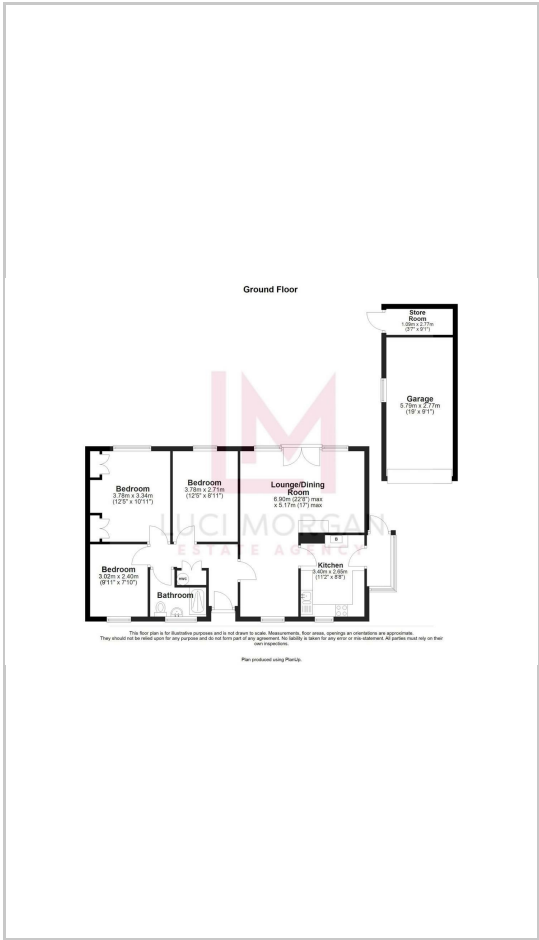 Ground Floor
Store
Room
1.09m x 2.77m
(3'7" x 9'1")
Garage
5.79m x 2.77m
(19' x 9'1")
LM
Bedroom
3.78m x 3.34m
(12'5" x 10'11")
Bedroom
3.78m x 2.71m
(12'5" x 8'11")
Lounge/Dining
Room
6.90m (22'8") max
x 5.17m (17') max
LUCI MORGAN
ESTATE AGENCY
Bedroom
3.02m x 2.40m
(9'11" x 7'10")
Bathroom
Kitchen
3.40m x 2.65m
(11'2" x 8'8")
This floor plan is for illustrative purposes and is not drawn to scale. Measurements, floor areas, openings an orientations are approximate.
They should not be relied upon for any purpose and do not form part of any agreement. No liability is taken for any error or mis-statement. All parties must rely on their
own inspections.
Plan produced using PlanUp.